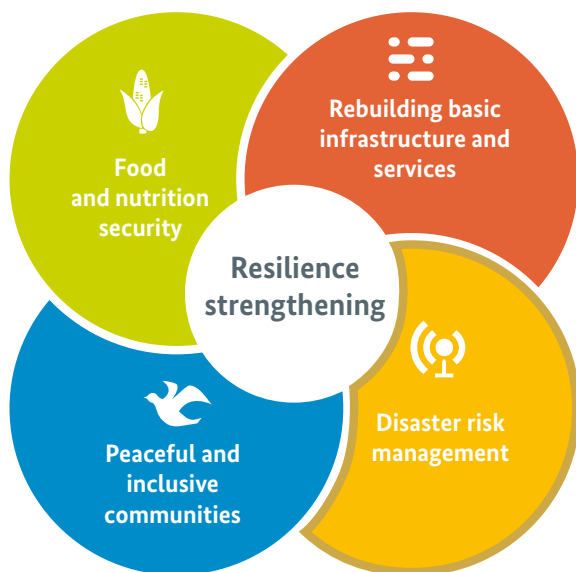 Food
and nutrition
security
Rebuilding basic
infrastructure and
services
Resilience
strengthening
Peaceful and
inclusive
communities
Disaster risk
management